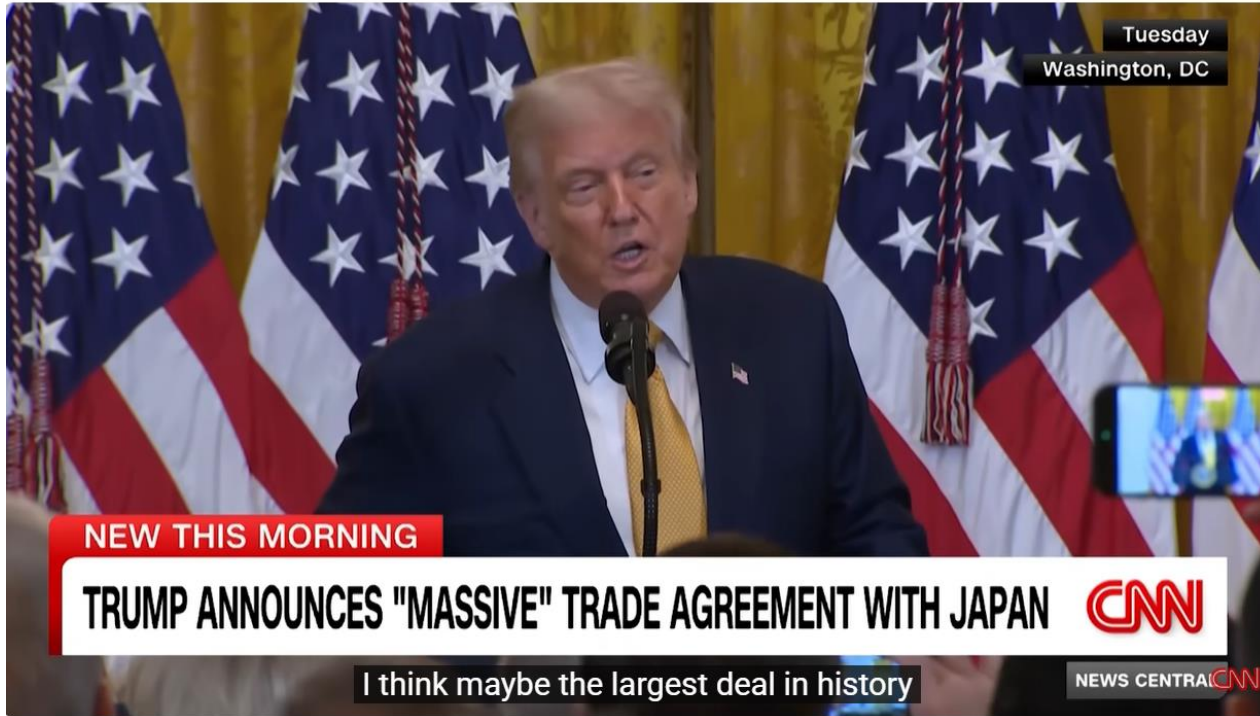 Tuesday
Washington, DC
NEW THIS MORNING
TRUMP ANNOUNCES "MASSIVE" TRADE AGREEMENT WITH JAPAN
CNN
I think maybe the largest deal in history
NEWS CENTRAL
CNN